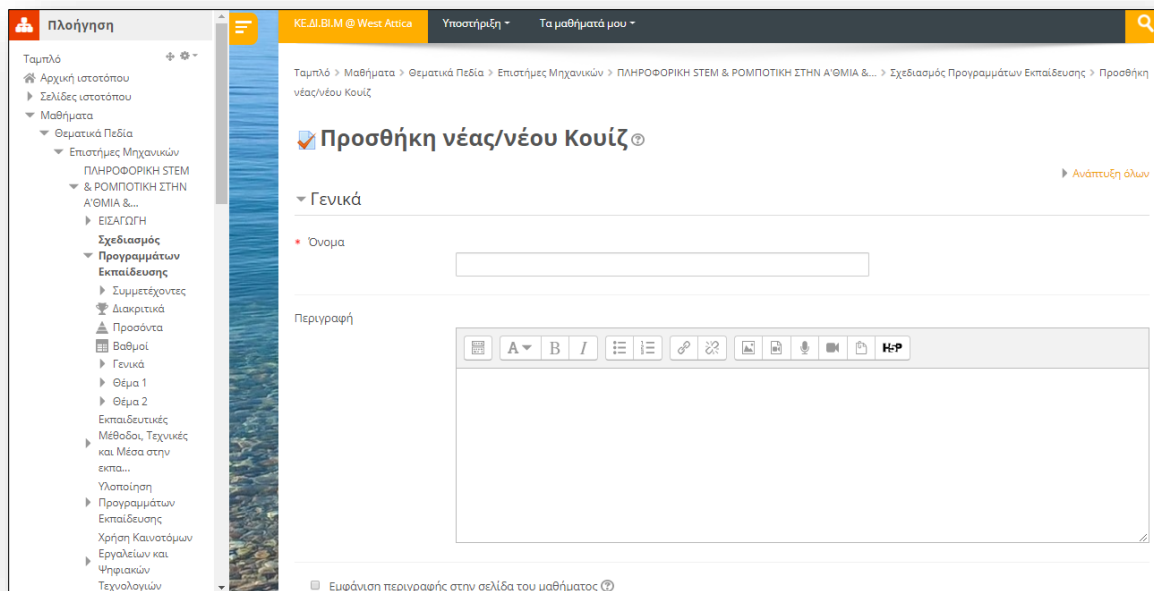 Πλοήγηση
Ταμπλό
Αρχική ιστοτόπου
Σελίδες ιστοτόπου
Μαθήματα
Θεματικά Πεδία
Επιστήμες Μηχανικών
ΠΛΗΡΟΦΟΡΙΚΗ STEM
& ΡΟΜΠΟΤΙΚΗ ΣΤΗΝ
Α'ΘΜΙΑ &...
ΕΙΣΑΓΩΓΗ
Σχεδιασμός
Προγραμμάτων
Εκπαίδευσης
Συμμετέχοντες
Διακριτικά
Προσόντα
Βαθμοί
Γενικά
Θέμα 1
Θέμα 2
Εκπαιδευτικές
Μέθοδοι, Τεχνικές
και Μέσα στην
εκπα...
Υλοποίηση
Προγραμμάτων
Εκπαίδευσης
Χρήση Καινοτόμων
Εργαλείων και
Ψηφιακών
Τεχνολογιών
ΚΕ.ΔΙ.ΒΙ.Μ @ West Attica Υποστήριξη Τα μαθήματά μου
Ταμπλό > Μαθήματα > Θεματικά Πεδία > Επιστήμες Μηχανικών > ΠΛΗΡΟΦΟΡΙΚΗ STEM & ΡΟΜΠΟΤΙΚΗ ΣΤΗΝ Α'ΘΜΙΑ &... > Σχεδιασμός Προγραμμάτων Εκπαίδευσης > Προσθήκη
νέας/νέου Κουίζ
Προσθήκη νέας/νέου Κουίζ
Ανάπτυξη όλων
Γενικά
* Όνομα
Περιγραφή
A B I H5P
Εμφάνιση περιγραφής στην σελίδα του μαθήματος